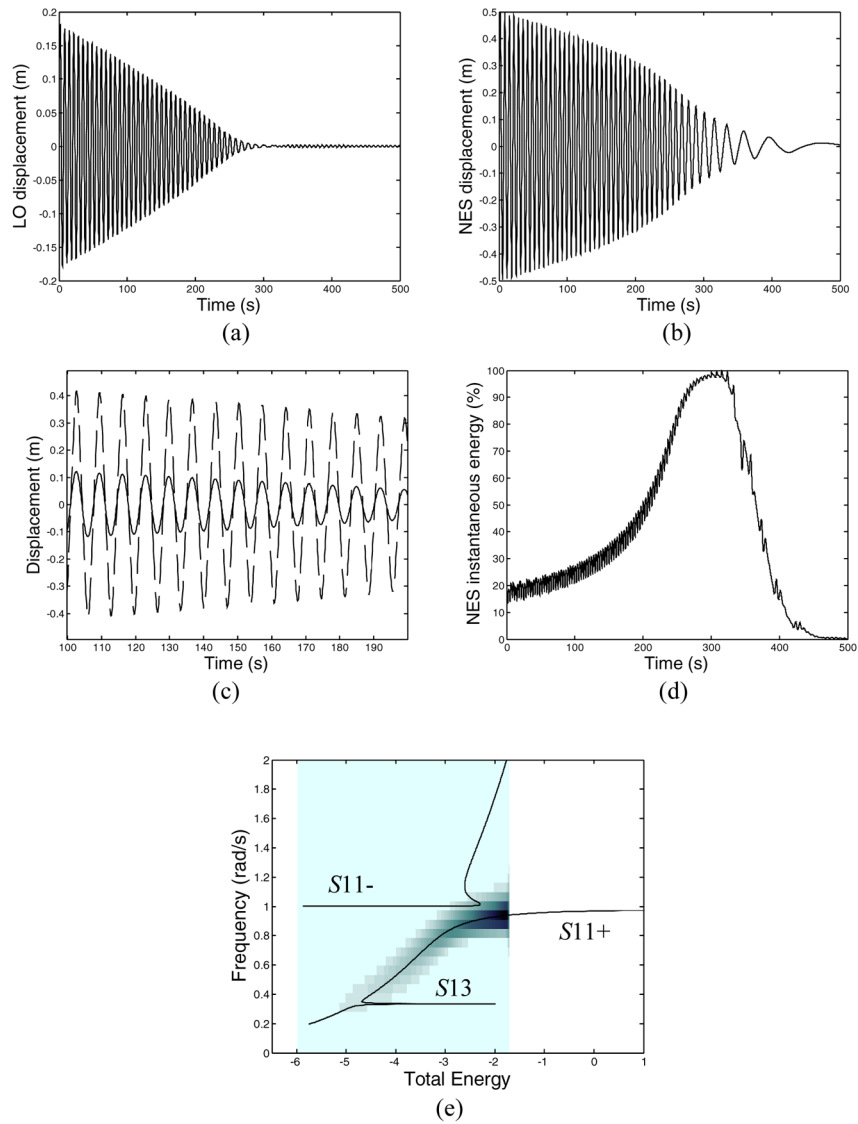 0.2
0.15
0.1
0.05
0
-0.05
-0.1
-0.15
-0.2
LO displacement (m)
0 100 200 300 400 500
Time (s)
(a)
0.5
0.4
0.3
0.2
0.1
0
-0.1
-0.2
-0.3
-0.4
-0.5
NES displacement (m)
0 100 200 300 400 500
Time (s)
(b)
0.4
0.3
0.2
0.1
0
-0.1
-0.2
-0.3
-0.4
Displacement (m)
100 110 120 130 140 150 160 170 180 190
Time (s)
(c)
100
90
80
70
60
50
40
30
20
10
0
NES instantaneous energy (%)
0 100 200 300 400 500
Time (s)
(d)
2
1.8
1.6
1.4
1.2
1
0.8
0.6
0.4
0.2
0
Frequency (rad/s)
S11-
S11+
S13
-6 -5 -4 -3 -2 -1 0 1
Total Energy
(e)